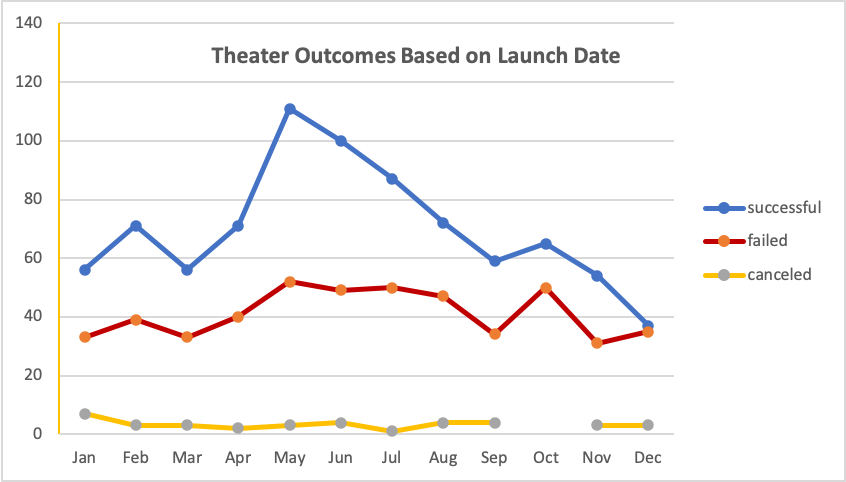 Theater Outcomes Based on Launch Date
140
120
100
80
60
40
20
0
Jan Feb Mar Apr May Jun Jul Aug Sep Oct Nov Dec
successful
failed
canceled